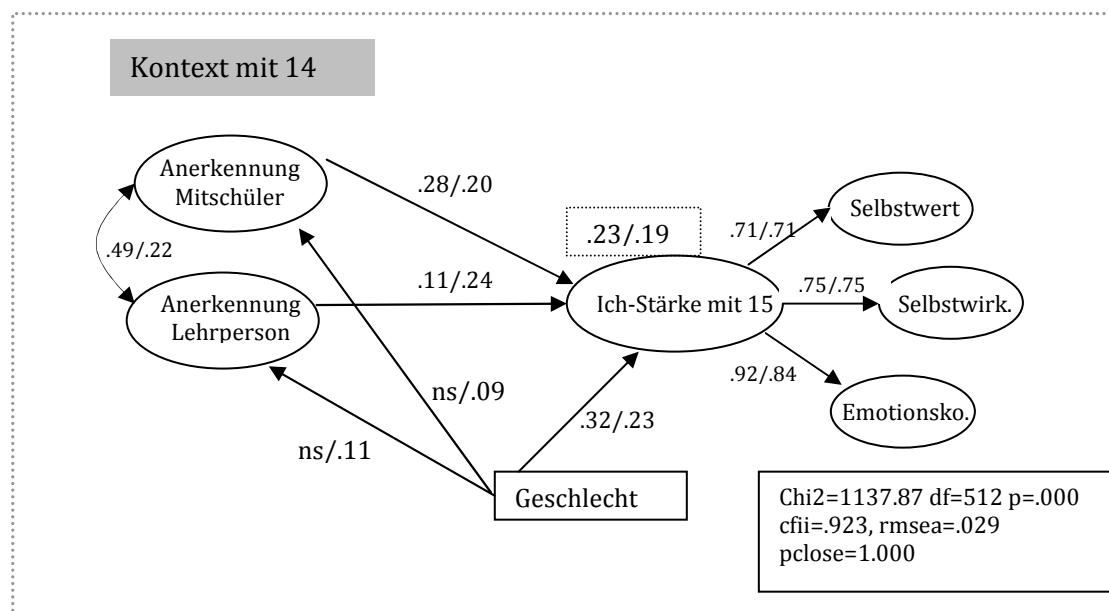 Kontext mit 14
Anerkennung
Mitschüler
.28/.20
.23/.19
.71/.71
Selbstwert
.49/.22
Anerkennung
Lehrperson
.11/.24
Ich-Stärke mit 15
.75/.75
Selbstwirk.
ns/.09
.92/.84
Emotionsko.
ns/.11
.32/.23
Geschlecht
Chi2=1137.87 df=512 p=.000
cfii=.923, rmsea=.029
pclose=1.000